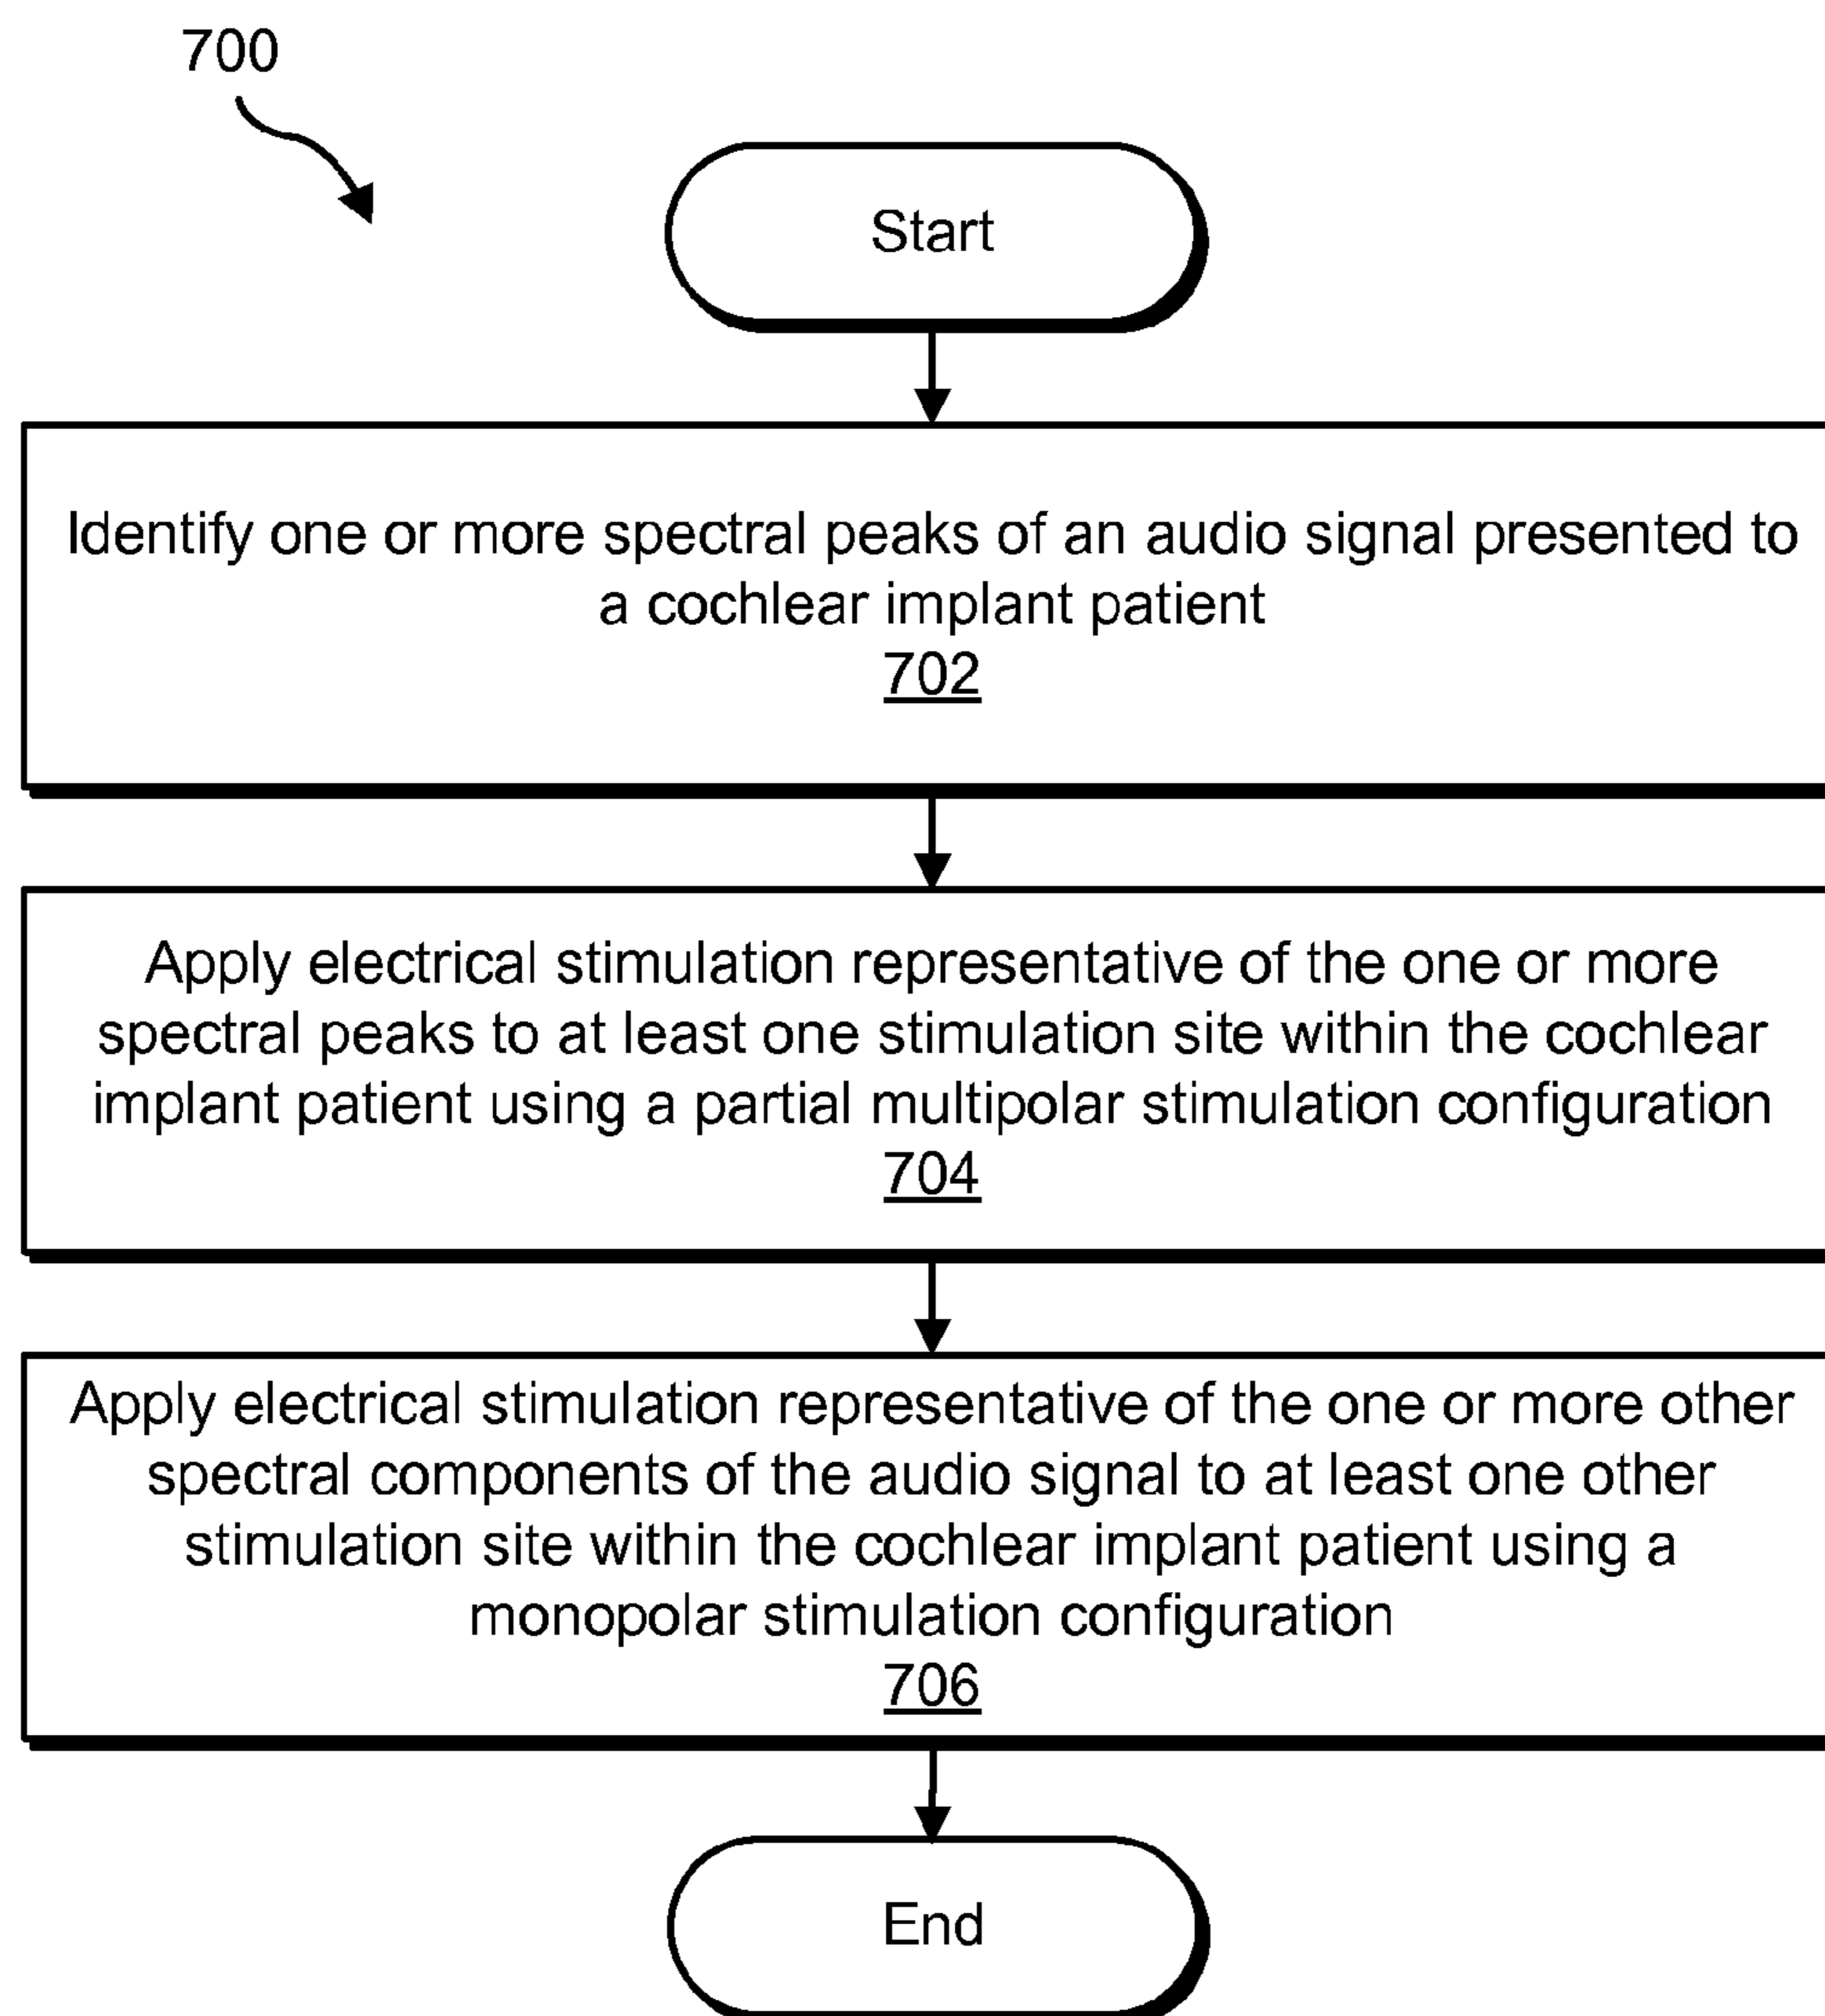 700
Start
Identify one or more spectral peaks of an audio signal presented to
a cochlear implant patient
702
Apply electrical stimulation representative of the one or more
spectral peaks to at least one stimulation site within the cochlear
implant patient using a partial multipolar stimulation configuration
704
Apply electrical stimulation representative of the one or more other
spectral components of the audio signal to at least one other
stimulation site within the cochlear implant patient using a
monopolar stimulation configuration
706
End